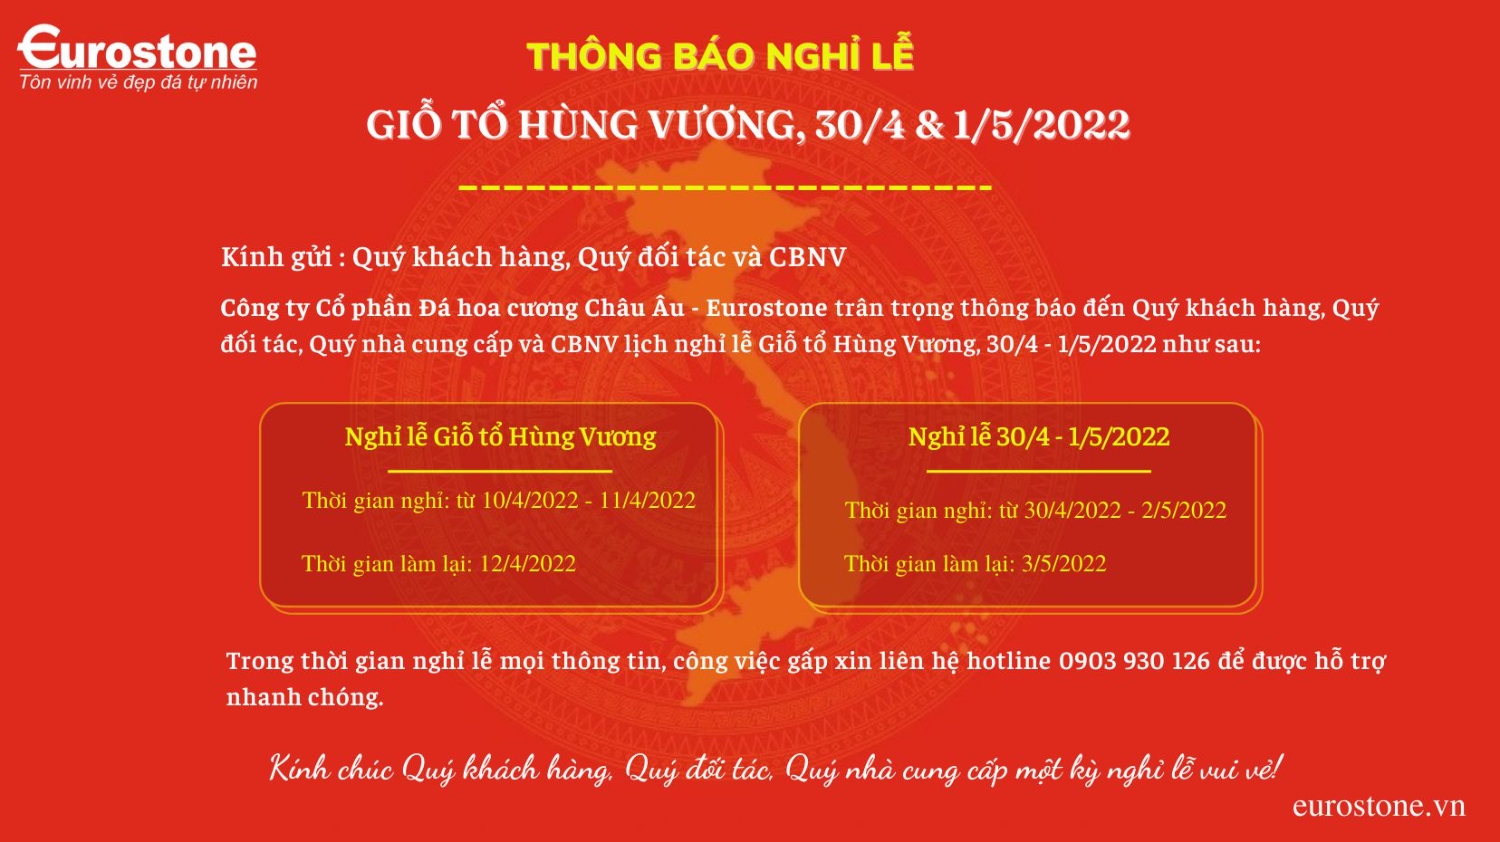 Eurostone
Tôn vinh vẻ đẹp đá tự nhiên
THÔNG BÁO NGHỈ LỄ
GIỖ TỔ HÙNG VƯƠNG, 30/4 & 1/5/2022
Kính gửi : Quý khách hàng, Quý đối tác và CBNV
Công ty Cổ phần Đá hoa cương Châu Âu - Eurostone trân trọng thông báo đến Quý khách hàng, Quý
đối tác, Quý nhà cung cấp và CBNV lịch nghỉ lễ Giỗ tổ Hùng Vương, 30/4 - 1/5/2022 như sau:
Nghỉ lễ Giỗ tổ Hùng Vương
Thời gian nghỉ: từ 10/4/2022 - 11/4/2022
Thời gian làm lại: 12/4/2022
Nghỉ lễ 30/4 - 1/5/2022
Thời gian nghỉ: từ 30/4/2022 - 2/5/2022
Thời gian làm lại: 3/5/2022
Trong thời gian nghỉ lễ mọi thông tin, công việc gấp xin liên hệ hotline 0903 930 126 để được hỗ trợ
nhanh chóng.
Kính chúc Quý khách hàng, Quý đối tác, Quý nhà cung cấp một kỳ nghỉ lễ vui vẻ!
eurostone.vn